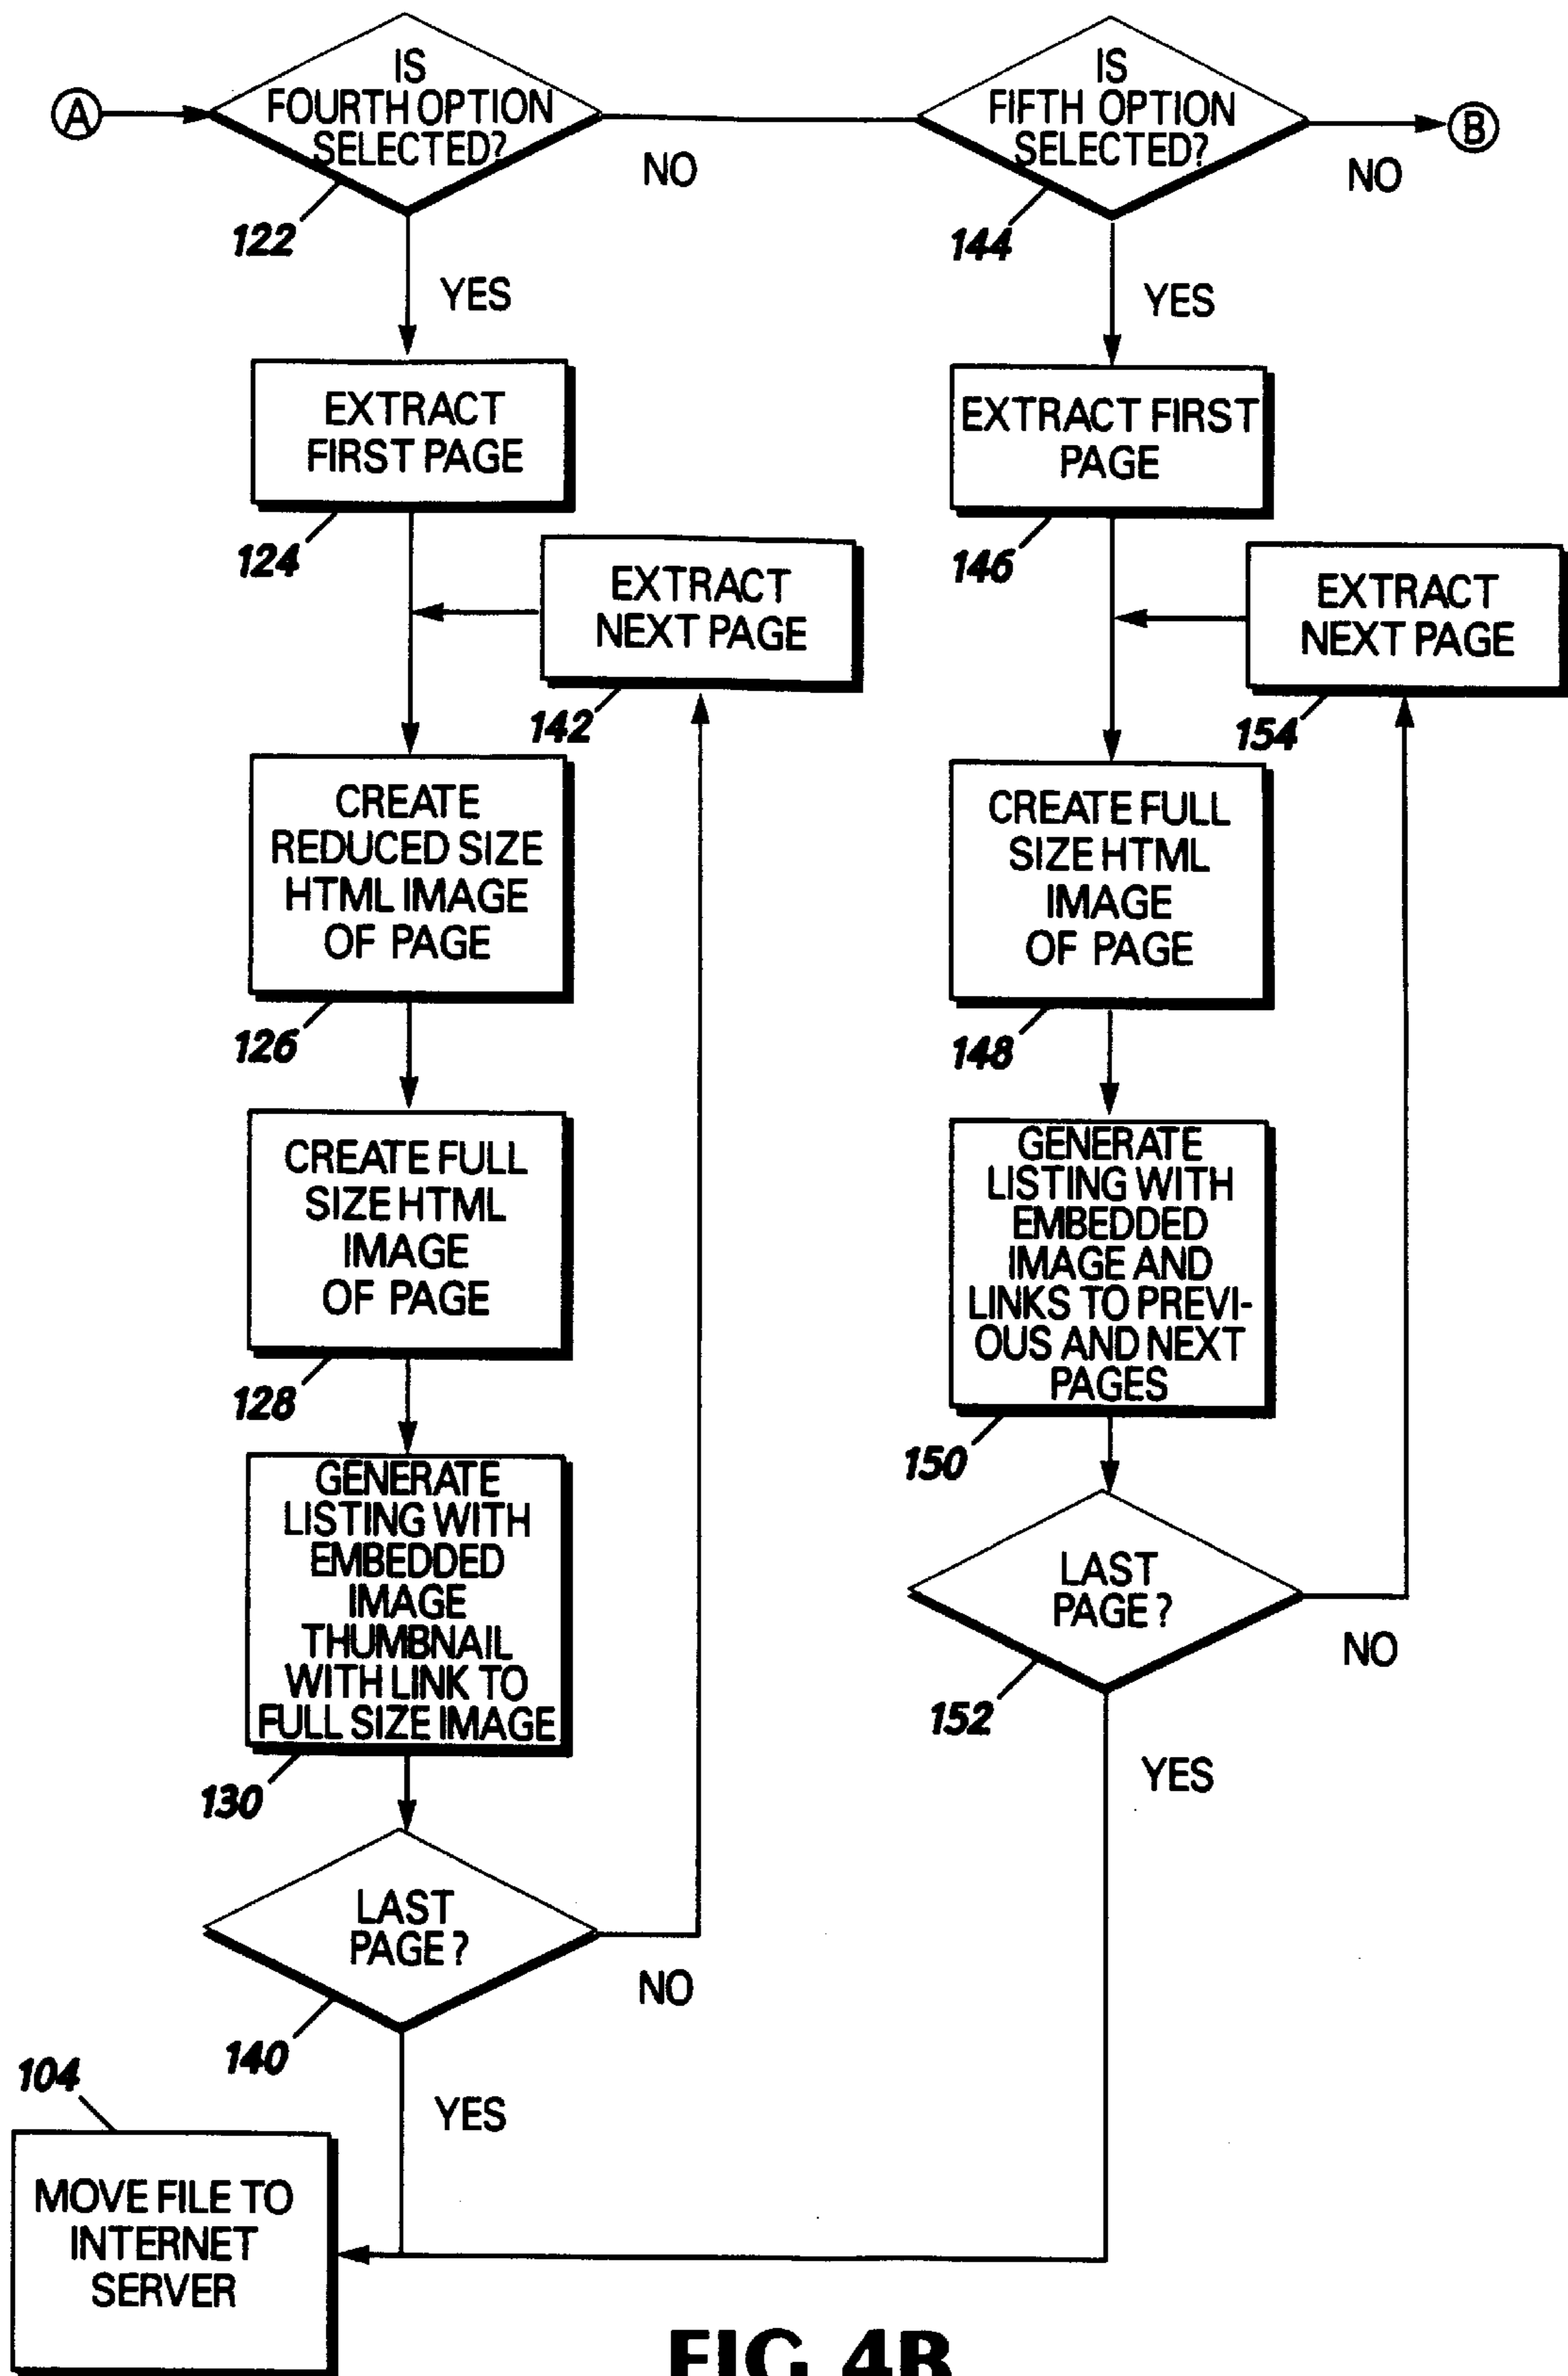 IS
FOURTH OPTION
SELECTED?
A
NO
122
YES
IS
FIFTH OPTION
SELECTED?
B
NO
144
YES
EXTRACT
FIRST PAGE
124
EXTRACT
NEXT PAGE
142
CREATE
REDUCED SIZE
HTML IMAGE
OF PAGE
126
CREATE FULL
SIZE HTML
IMAGE
OF PAGE
128
GENERATE
LISTING WITH
EMBEDDED
IMAGE
THUMBNAIL
WITH LINK TO
FULL SIZE IMAGE
130
LAST
PAGE?
NO
140
YES
104
MOVE FILE TO
INTERNET
SERVER
EXTRACT FIRST
PAGE
146
EXTRACT
NEXT PAGE
154
CREATE FULL
SIZE HTML
IMAGE
OF PAGE
148
GENERATE
LISTING WITH
EMBEDDED
IMAGE AND
LINKS TO PREVI-
OUS AND NEXT
PAGES
150
LAST
PAGE?
NO
152
YES
FIG. 4B